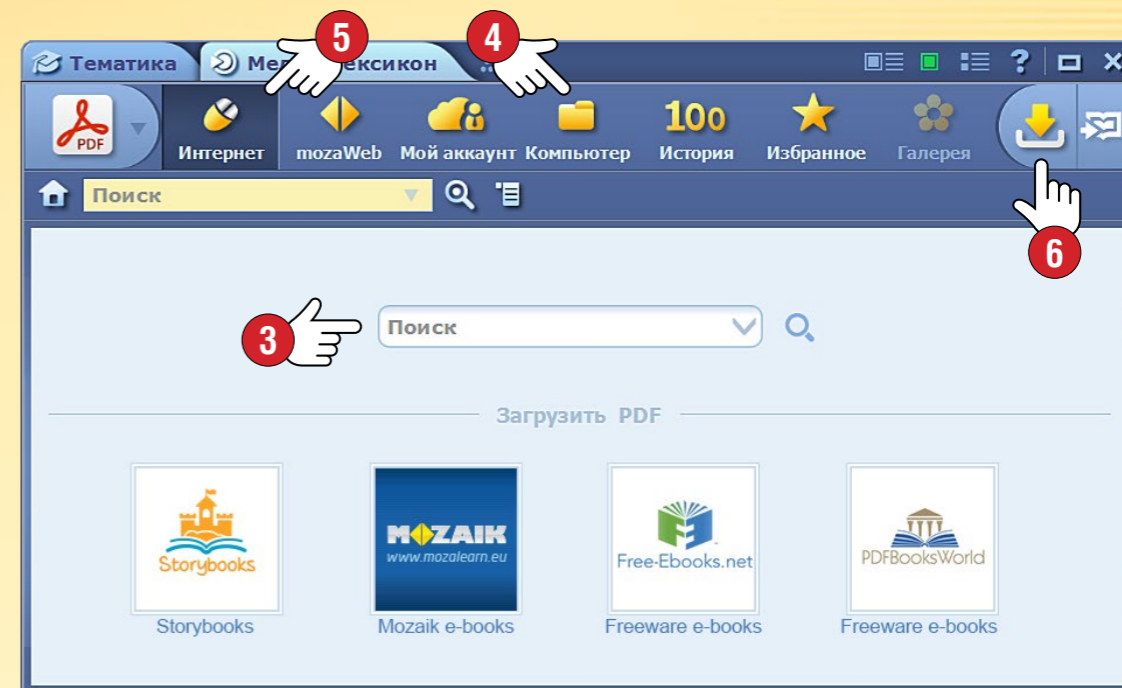 5
4
Тематика
PDF
Интернет
mozaWeb
Мой аккаунт
Компьютер
100
История
Избранное
Галерея
Поиск
6
3
Поиск
Загрузить PDF
Storybooks
MOZAIK
www.mozalearn.eu
Free-Ebooks.net
PDFBooksWorld
Storybooks
Mozaik e-books
Freeware e-books
Freeware e-books